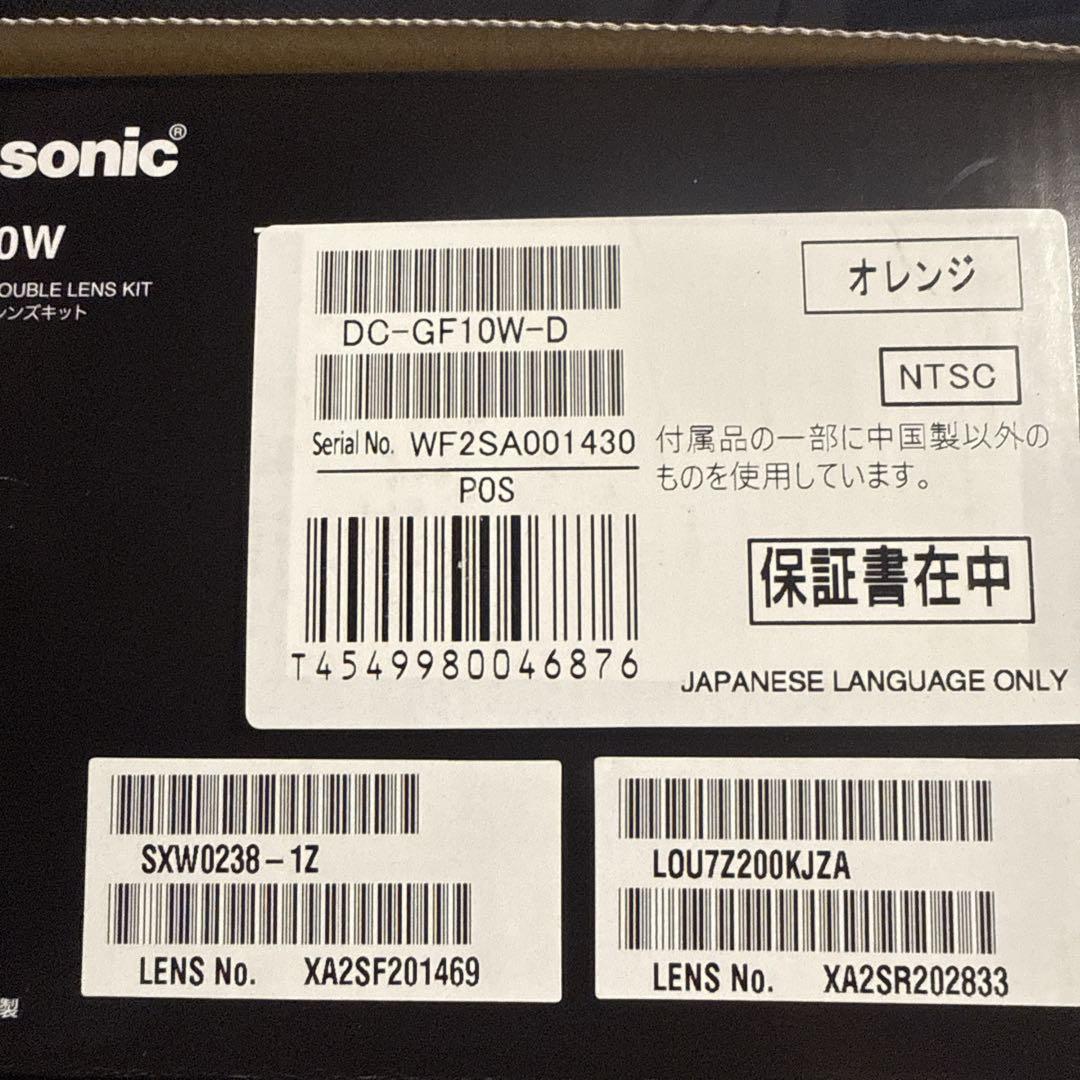 sonic®
0W
OUBLE LENS KIT
レンズキット
DC-GF10W-D
オレンジ
NTSC
Serial No. WF2SA001430
付属品の一部に中国製以外の
ものを使用しています。
POS
保証書在中
T4549980046876
JAPANESE LANGUAGE ONLY
SXW0238-1Z
LENS No. XA2SF201469
L0U7Z200KJZA
LENS No. XA2SR202833
製